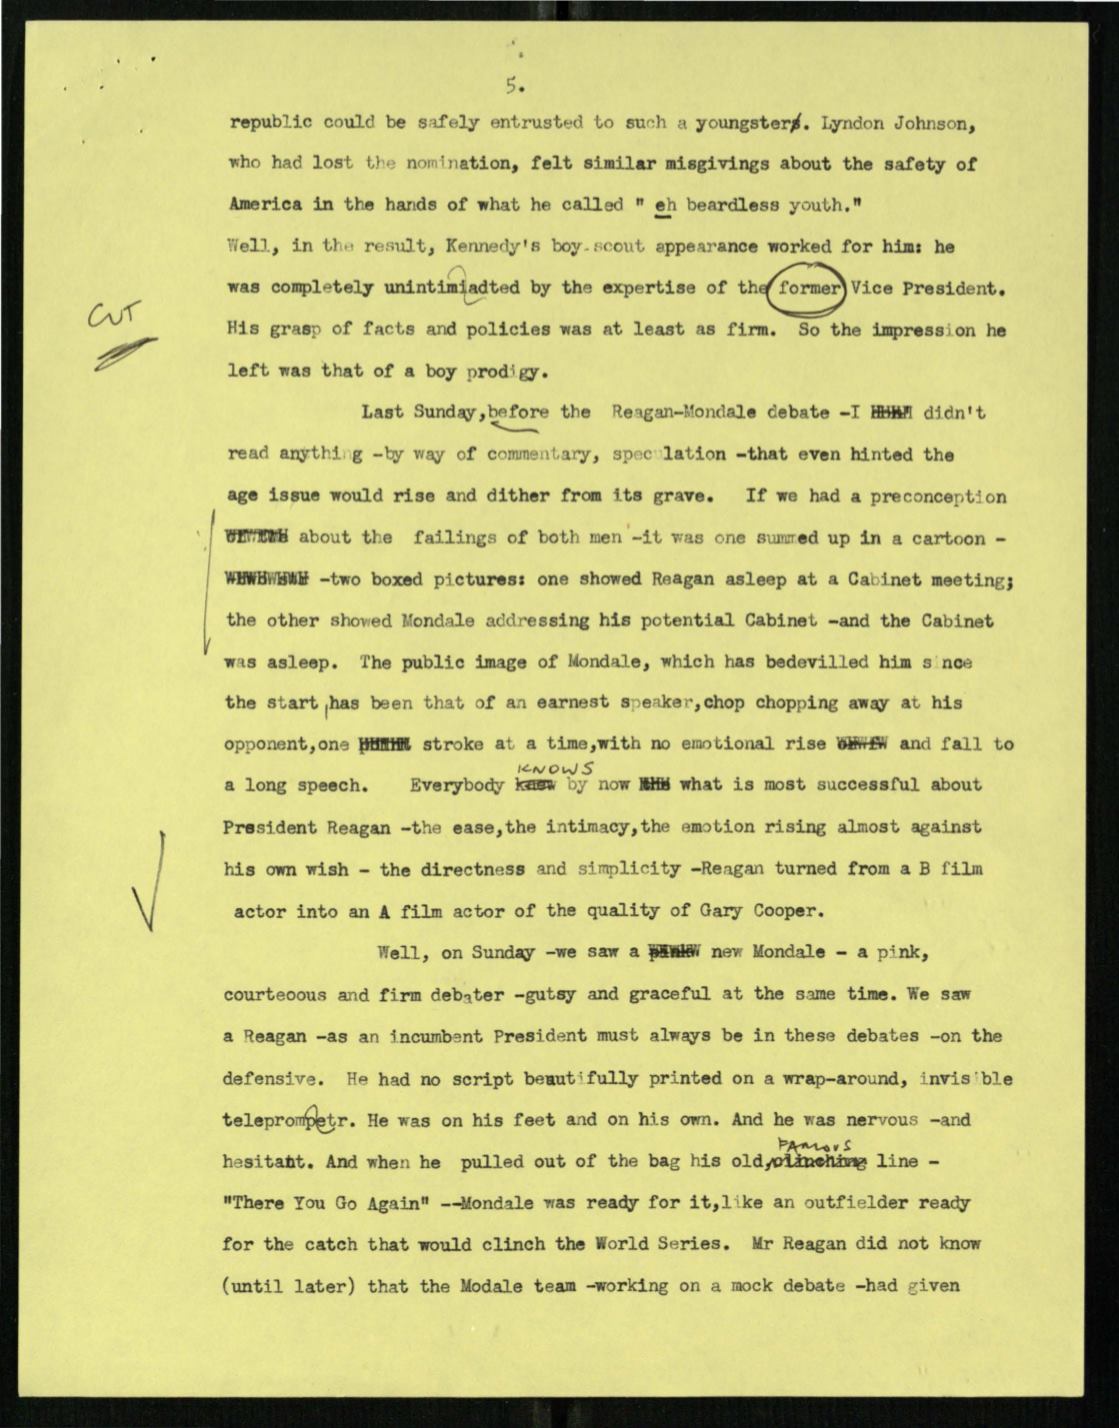 5.
republic could be safely entrusted to such a youngster. Lyndon Johnson,
who had lost the nomination, felt similar misgivings about the safety of
America in the hands of what he called " eh beardless youth."
Well, in the result, Kennedy's boy-scout appearance worked for him: he
was completely unintimiadted by the expertise of the former Vice President.
CUT
His grasp of facts and policies was at least as firm. So the impression he
left was that of a boy prodigy.
Last Sunday,before the Reagan-Mondale debate -I didn't
read anything -by way of commentary, speculation -that even hinted the
age issue would rise and dither from its grave. If we had a preconception
about the failings of both men -it was one summed up in a cartoon -
-two boxed pictures: one showed Reagan asleep at a Cabinet meeting;
the other showed Mondale addressing his potential Cabinet -and the Cabinet
was asleep. The public image of Mondale, which has bedevilled him since
the start has been that of an earnest speaker,chop chopping away at his
opponent,one stroke at a time,with no emotional rise and fall to
KNOWS
a long speech. Everybody knew by now what is most successful about
President Reagan -the ease,the intimacy,the emotion rising almost against
his own wish - the directness and simplicity -Reagan turned from a B film
actor into an A film actor of the quality of Gary Cooper.
Well, on Sunday -we saw a new Mondale - a pink,
courteoous and firm debater -gutsy and graceful at the same time. We saw
a Reagan -as an incumbent President must always be in these debates -on the
defensive. He had no script beautifully printed on a wrap-around, invisible
teleprompetr. He was on his feet and on his own. And he was nervous -and
FAMOUS
hesitant. And when he pulled out of the bag his old,clinching line -
"There You Go Again" --Mondale was ready for it,like an outfielder ready
for the catch that would clinch the World Series. Mr Reagan did not know
(until later) that the Modale team -working on a mock debate -had given